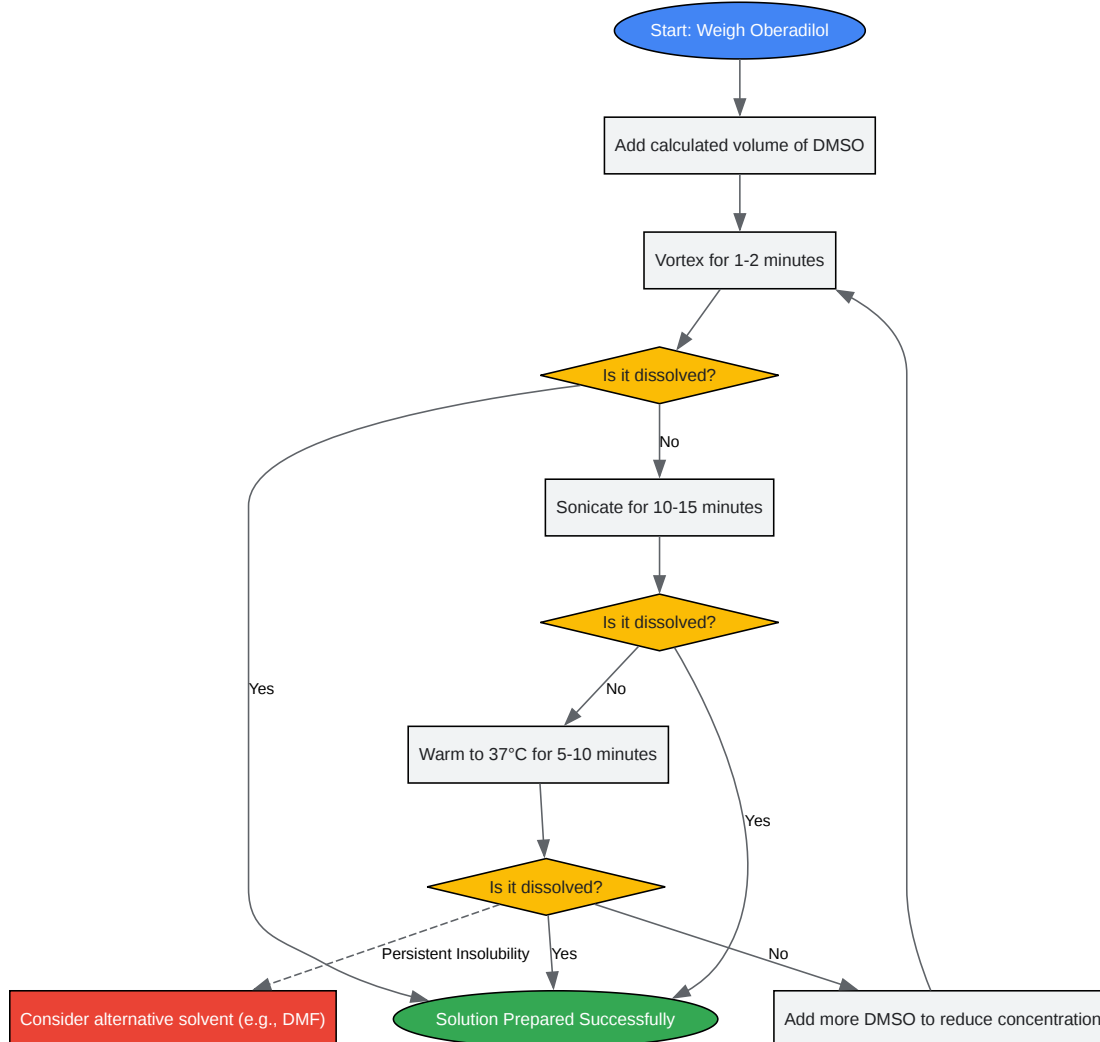 Start: Weigh Oberadilol
Add calculated volume of DMSO
Vortex for 1-2 minutes
Is it dissolved?
No
Sonicate for 10-15 minutes
Is it dissolved?
Yes
No
Warm to 37°C for 5-10 minutes
Yes
Is it dissolved?
Persistent Insolubility
Yes
No
Consider alternative solvent (e.g., DMF)
Solution Prepared Successfully
Add more DMSO to reduce concentration